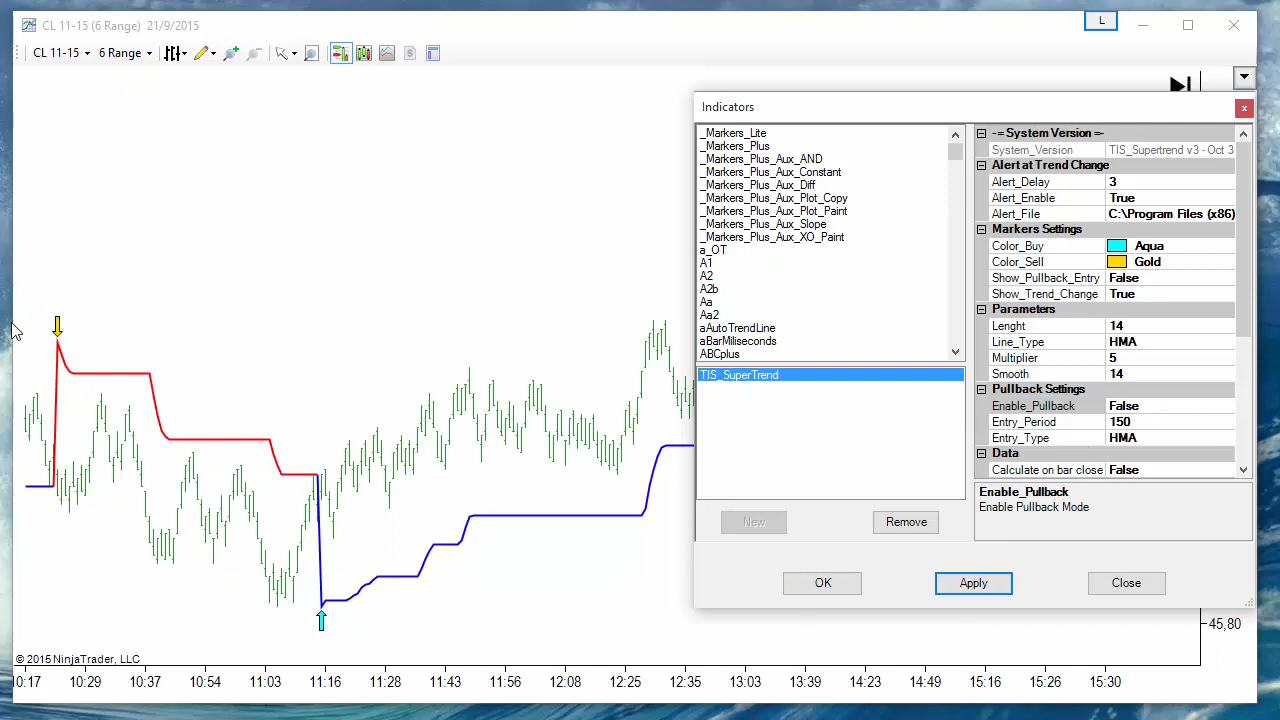 CL 11-15 (6 Range) 21/9/2015
L
CL 11-15 6 Range
Indicators
_Markers_Lite
_Markers_Plus
_Markers_Plus_Aux_AND
_Markers_Plus_Aux_Constant
_Markers_Plus_Aux_Diff
_Markers_Plus_Aux_Plot_Copy
_Markers_Plus_Aux_Plot_Paint
_Markers_Plus_Aux_Slope
_Markers_Plus_Aux_XO_Paint
a_OT
A1
A2
A2b
Aa
Aa2
aAutoTrendLine
aBarMiliseconds
ABCplus
TIS_SuperTrend
New Remove
-= System Version =-
System_Version TIS_Supertrend v3 - Oct 3
Alert at Trend Change
Alert_Delay 3
Alert_Enable True
Alert_File C:\Program Files (x86)
Markers Settings
Color_Buy Aqua
Color_Sell Gold
Show_Pullback_Entry False
Show_Trend_Change True
Parameters
Lenght 14
Line_Type HMA
Multiplier 5
Smooth 14
Pullback Settings
Enable_Pullback False
Entry_Period 150
Entry_Type HMA
Data
Calculate on bar close False
Enable_Pullback
Enable Pullback Mode
OK Apply Close
45,80
© 2015 NinjaTrader, LLC
10:17 10:29 10:37 10:54 11:03 11:16 11:28 11:43 11:56 12:08 12:25 12:35 13:03 13:39 14:23 14:49 15:16 15:26 15:30